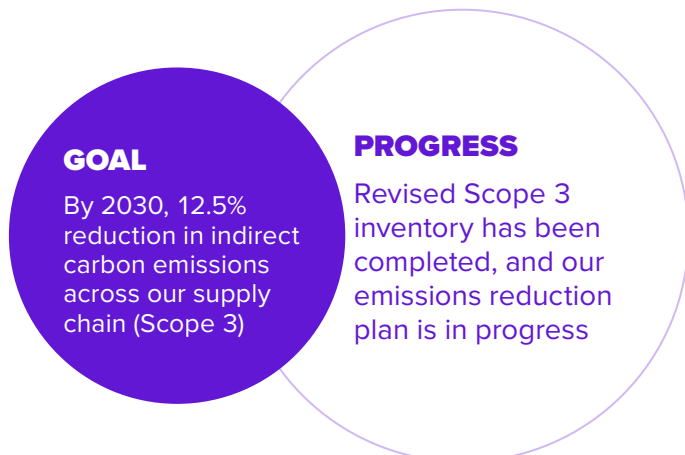 GOAL
By 2030, 12.5%
reduction in indirect
carbon emissions
across our supply
chain (Scope 3)
PROGRESS
Revised Scope 3
inventory has been
completed, and our
emissions reduction
plan is in progress